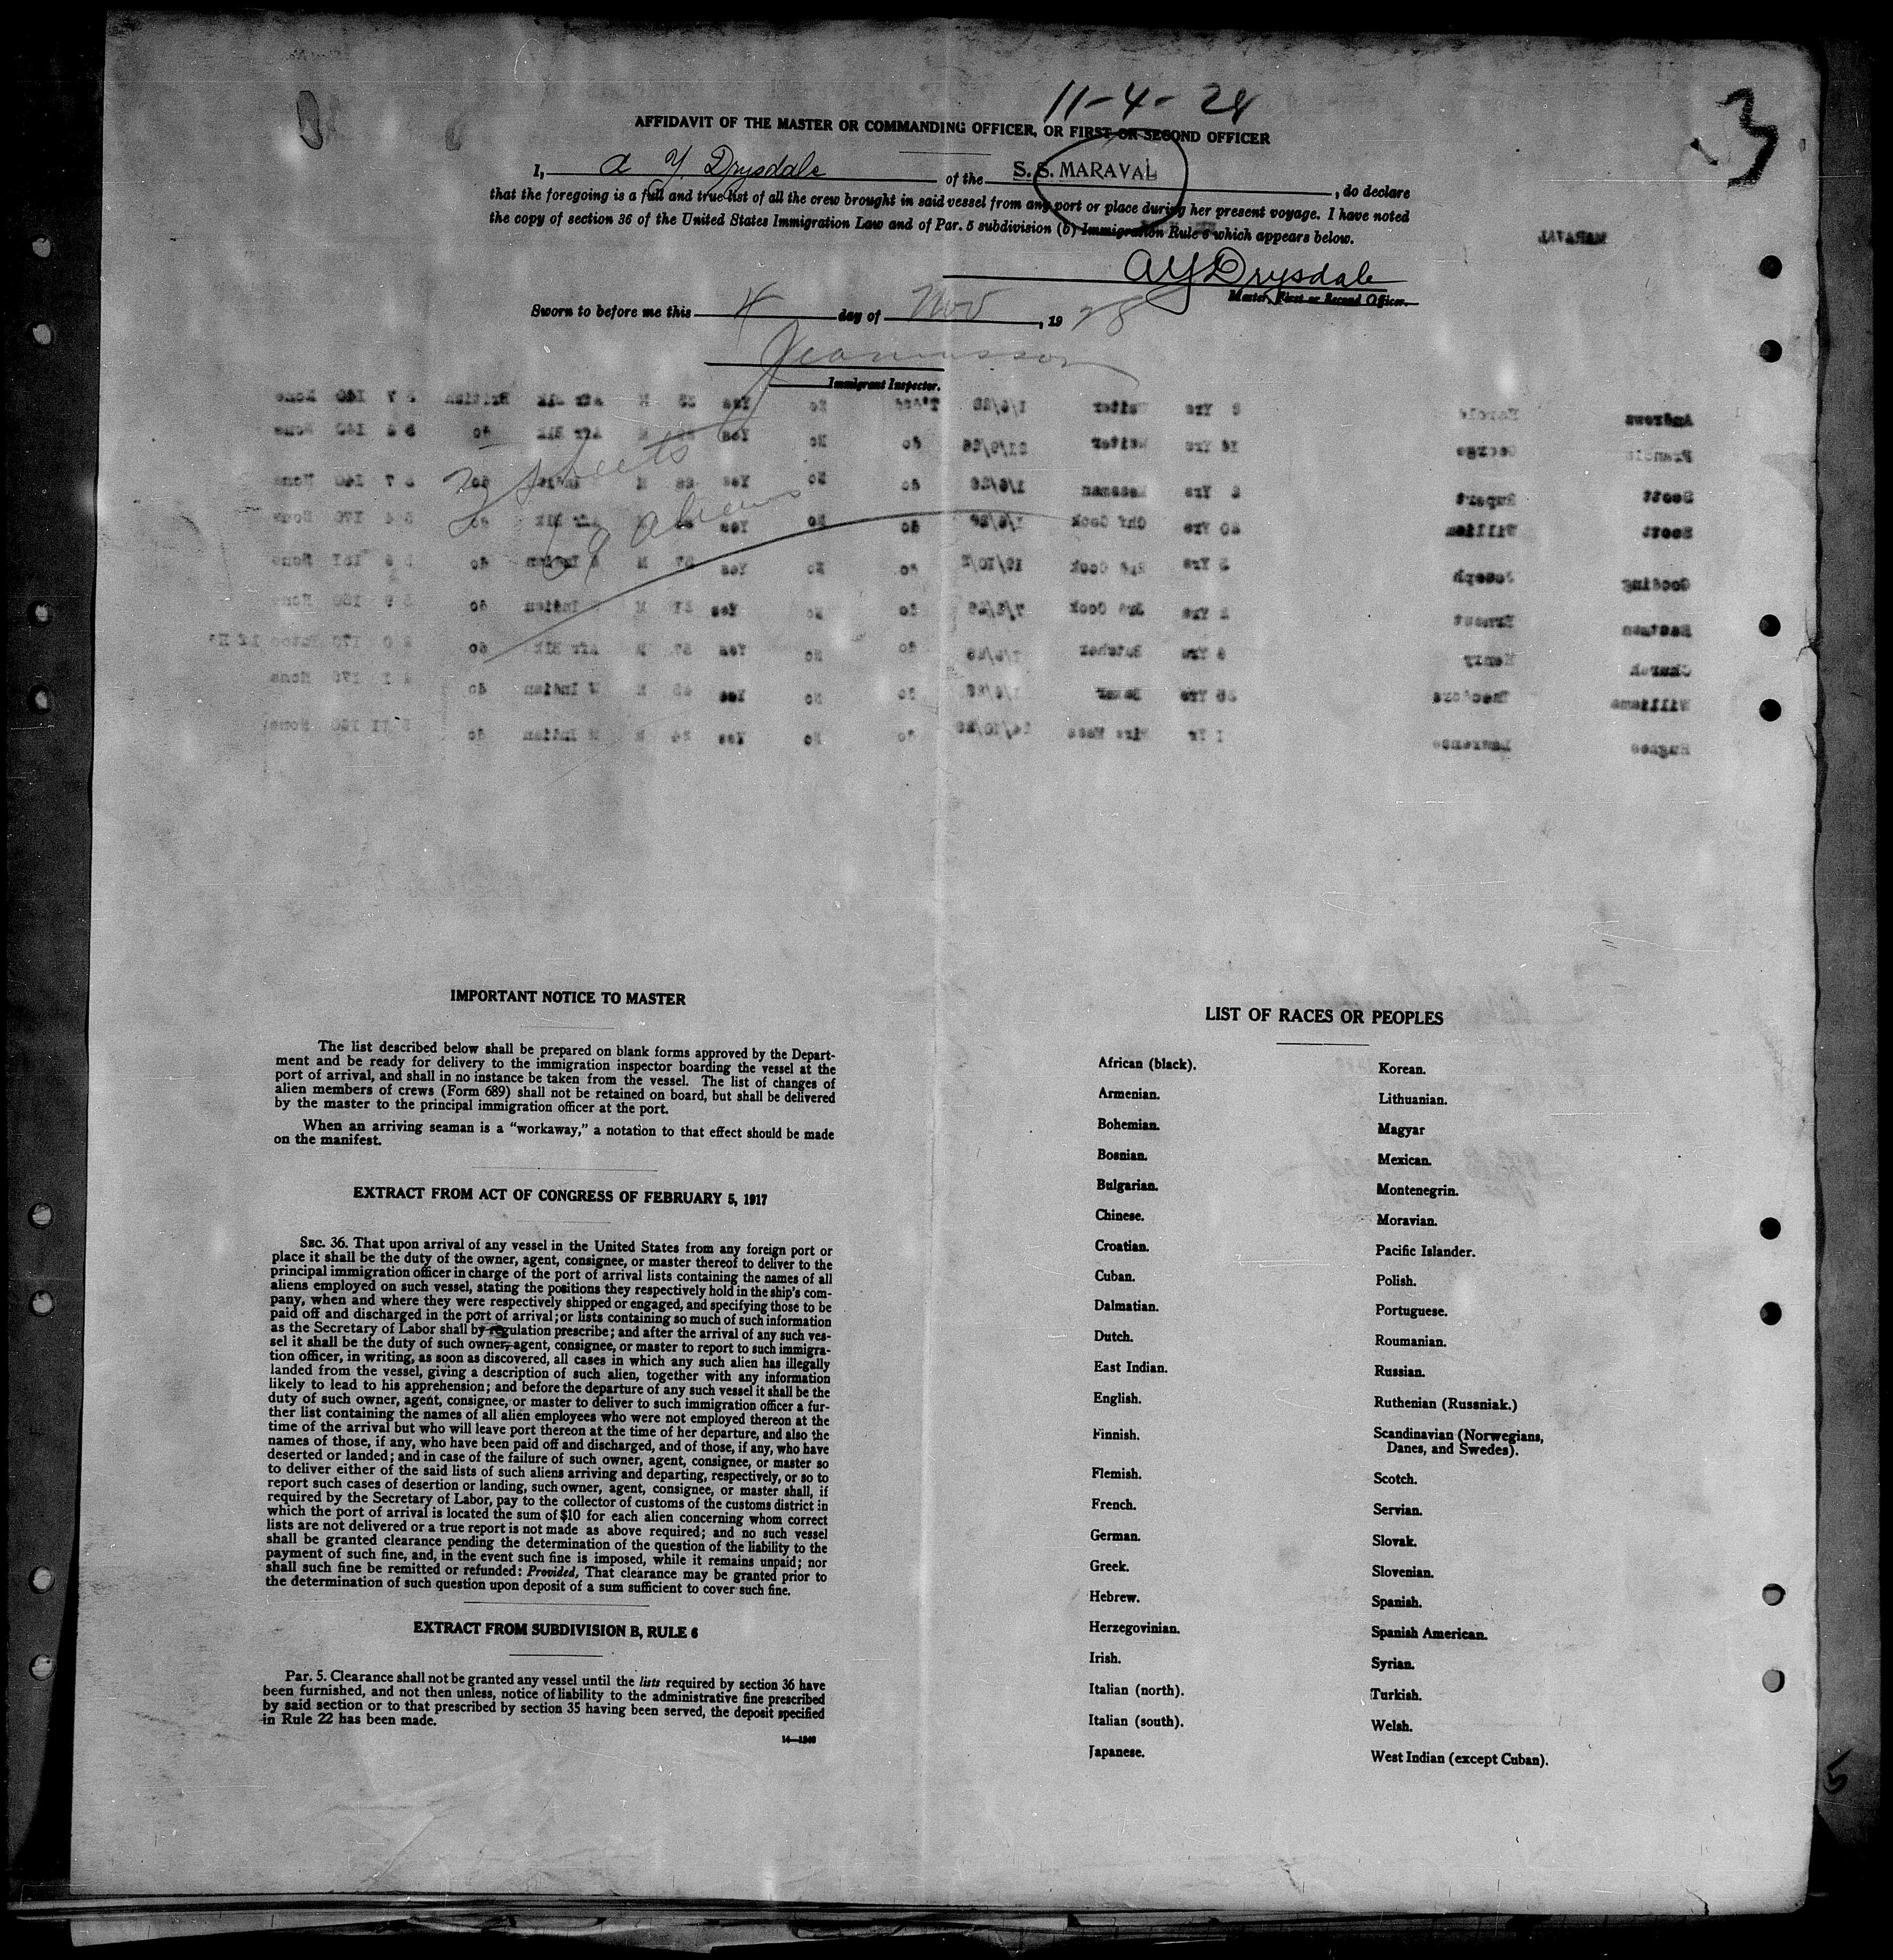 11-4-28
3
AFFIDAVIT OF THE MASTER OR COMMANDING OFFICER, OR FIRST OR SECOND OFFICER
I, A Y Drysdale of the S. S. MARAVAL, do declare
that the foregoing is a full and true list of all the crew brought in said vessel from any port or place during her present voyage. I have noted
the copy of section 36 of the United States Immigration Law and of Par. 5 subdivision (b) Immigration Rule 6 which appears below.
MARAVAL
AYDrysdale
Master, First or Second Officer.
Sworn to before me this 4 day of Nov, 1928
Immigrant Inspector.
sheets
69 aliens
IMPORTANT NOTICE TO MASTER
The list described below shall be prepared on blank forms approved by the Depart-
ment and be ready for delivery to the immigration inspector boarding the vessel at the
port of arrival, and shall in no instance be taken from the vessel. The list of changes of
alien members of crews (Form 689) shall not be retained on board, but shall be delivered
by the master to the principal immigration officer at the port.
When an arriving seaman is a "workaway," a notation to that effect should be made
on the manifest.
EXTRACT FROM ACT OF CONGRESS OF FEBRUARY 5, 1917
SEC. 36. That upon arrival of any vessel in the United States from any foreign port or
place it shall be the duty of the owner, agent, consignee, or master thereof to deliver to the
principal immigration officer in charge of the port of arrival lists containing the names of all
aliens employed on such vessel, stating the positions they respectively hold in the ship's com-
pany, when and where they were respectively shipped or engaged, and specifying those to be
paid off and discharged in the port of arrival; or lists containing so much of such information
as the Secretary of Labor shall by regulation prescribe; and after the arrival of any such ves-
sel it shall be the duty of such owner, agent, consignee, or master to report to such immigra-
tion officer, in writing, as soon as discovered, all cases in which any such alien has illegally
landed from the vessel, giving a description of such alien, together with any information
likely to lead to his apprehension; and before the departure of any such vessel it shall be the
duty of such owner, agent, consignee, or master to deliver to such immigration officer a fur-
ther list containing the names of all alien employees who were not employed thereon at the
time of the arrival but who will leave port thereon at the time of her departure, and also the
names of those, if any, who have been paid off and discharged, and of those, if any, who have
deserted or landed; and in case of the failure of such owner, agent, consignee, or master so
to deliver either of the said lists of such aliens arriving and departing, respectively, or so to
report such cases of desertion or landing, such owner, agent, consignee, or master shall, if
required by the Secretary of Labor, pay to the collector of customs of the customs district in
which the port of arrival is located the sum of $10 for each alien concerning whom correct
lists are not delivered or a true report is not made as above required; and no such vessel
shall be granted clearance pending the determination of the question of the liability to the
payment of such fine, and, in the event such fine is imposed, while it remains unpaid; nor
shall such fine be remitted or refunded: Provided, That clearance may be granted prior to
the determination of such question upon deposit of a sum sufficient to cover such fine.
EXTRACT FROM SUBDIVISION B, RULE 6
Par. 5. Clearance shall not be granted any vessel until the lists required by section 36 have
been furnished, and not then unless, notice of liability to the administrative fine prescribed
by said section or to that prescribed by section 35 having been served, the deposit specified
in Rule 22 has been made.
LIST OF RACES OR PEOPLES
African (black).
Armenian.
Bohemian.
Bosnian.
Bulgarian.
Chinese.
Croatian.
Cuban.
Dalmatian.
Dutch.
East Indian.
English.
Finnish.
Flemish.
French.
German.
Greek.
Hebrew.
Herzegovinian.
Irish.
Italian (north).
Italian (south).
Japanese.
Korean.
Lithuanian.
Magyar
Mexican.
Montenegrin.
Moravian.
Pacific Islander.
Polish.
Portuguese.
Roumanian.
Russian.
Ruthenian (Russniak.)
Scandinavian (Norwegians,
Danes, and Swedes).
Scotch.
Servian.
Slovak.
Slovenian.
Spanish.
Spanish American.
Syrian.
Turkish.
Welsh.
West Indian (except Cuban).
5